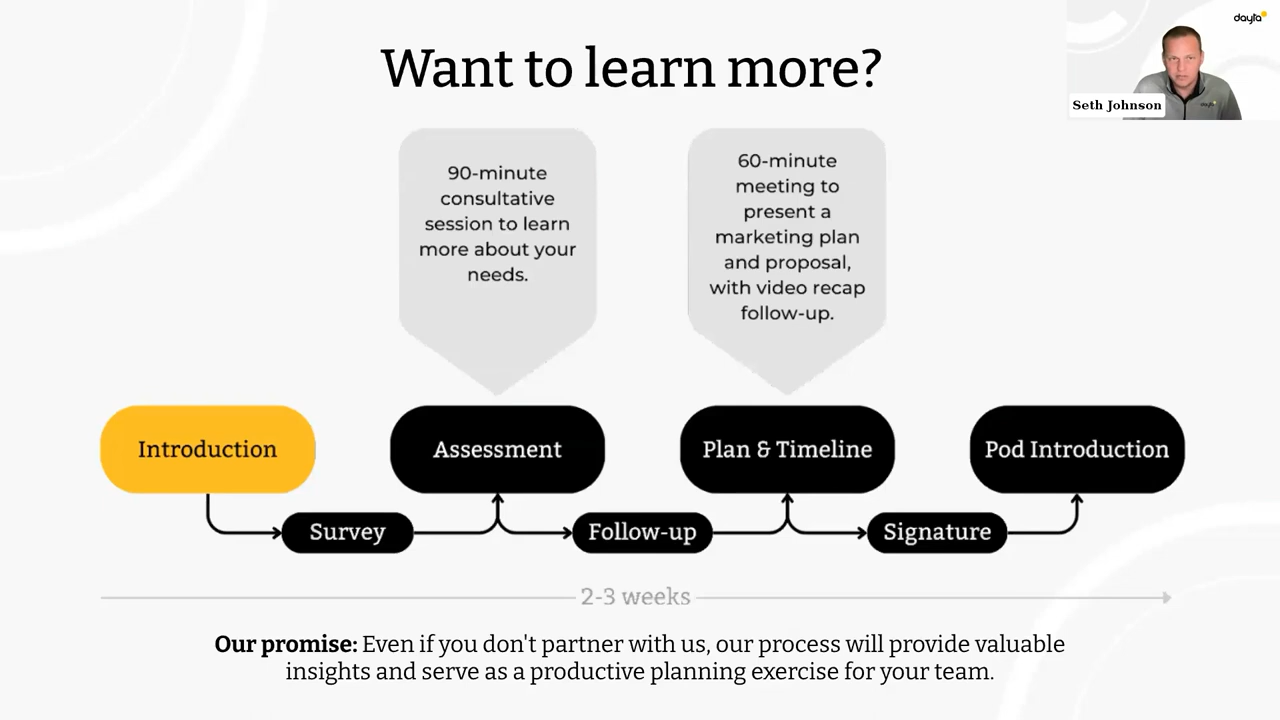 Want to learn more?
dayta
Seth Johnson
90-minute
consultative
session to learn
more about your
needs.
60-minute
meeting to
present a
marketing plan
and proposal,
with video recap
follow-up.
Introduction
Assessment
Plan & Timeline
Pod Introduction
Survey
Follow-up
Signature
2-3 weeks
Our promise: Even if you don't partner with us, our process will provide valuable
insights and serve as a productive planning exercise for your team.